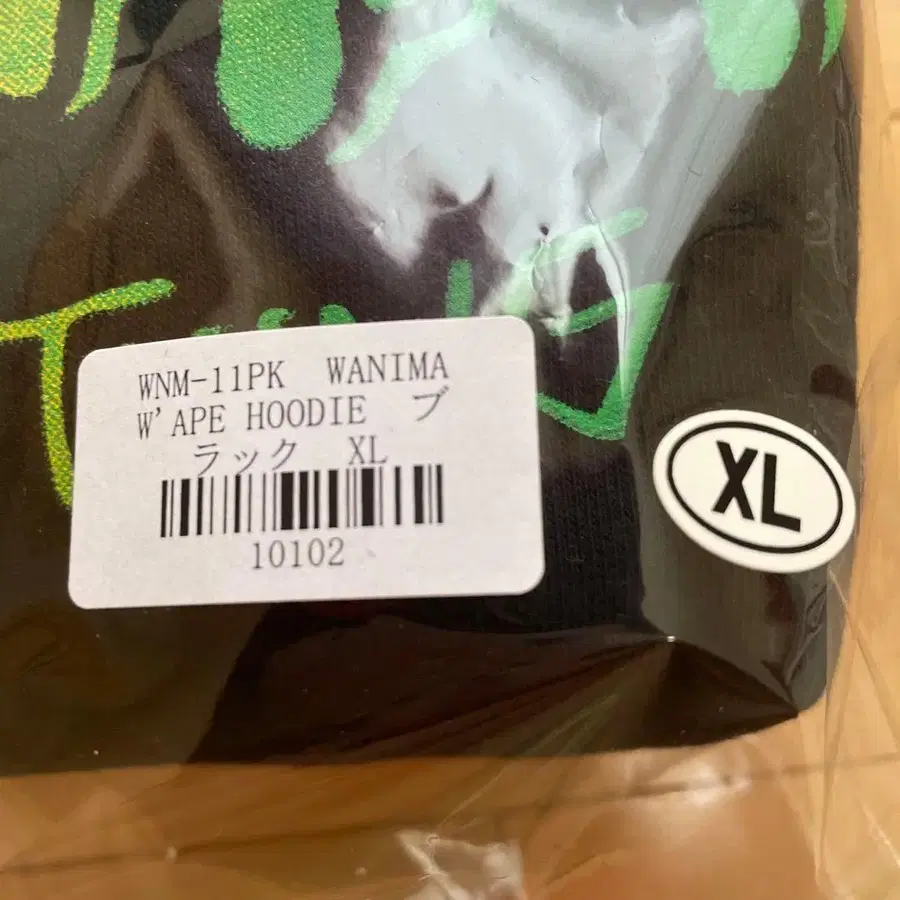 WNM-11PK　WANIMA
W'APE HOODIE　ブ
ラック　XL
10102
XL